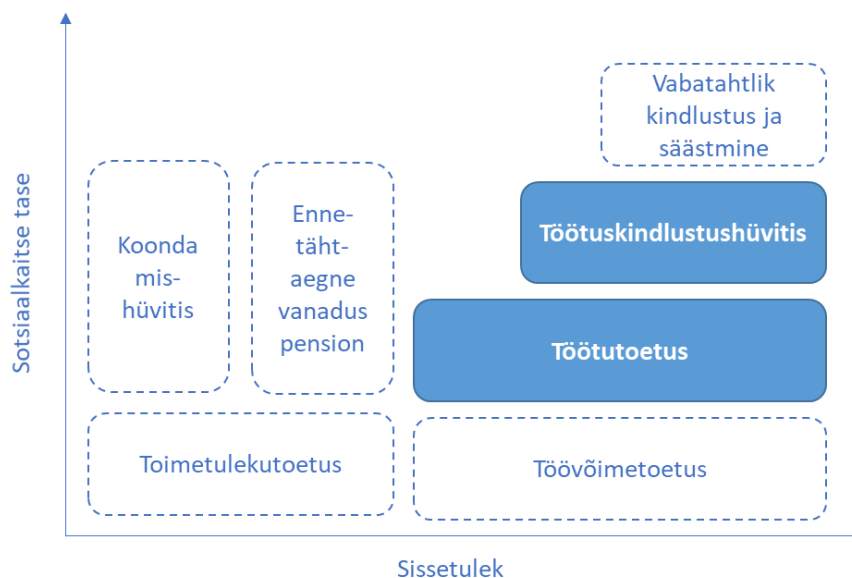 Sotsiaalkaitse tase
Vabatahtlik
kindlustus ja
säästmine
Koonda
mis-
hüvitis
Enne-
täht-
aegne
vanadus
pension
Töötuskindlustushüvitis
Töötutoetus
Toimetulekutoetus
Töövõimetoetus
Sissetulek